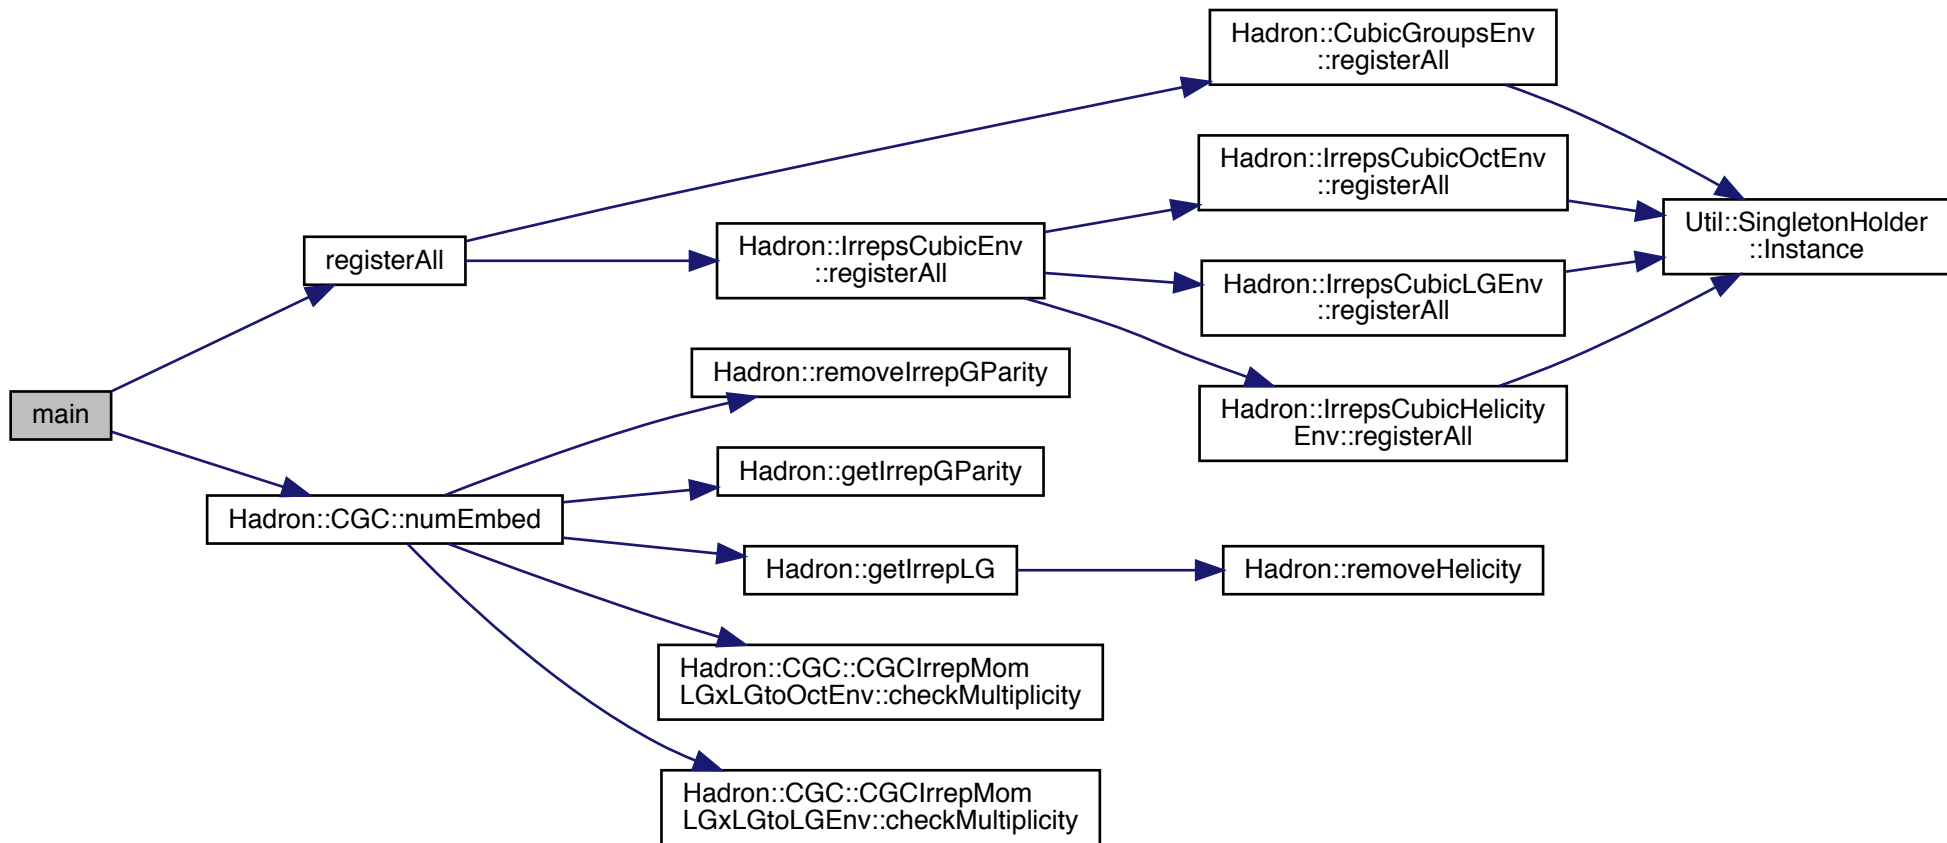 main
registerAll
Hadron::CGC::numEmbed
Hadron::CubicGroupsEnv
::registerAll
Hadron::IrrepsCubicEnv
::registerAll
Hadron::IrrepsCubicOctEnv
::registerAll
Hadron::IrrepsCubicLGEnv
::registerAll
Hadron::IrrepsCubicHelicity
Env::registerAll
Util::SingletonHolder
::Instance
Hadron::removeIrrepGParity
Hadron::getIrrepGParity
Hadron::getIrrepLG
Hadron::removeHelicity
Hadron::CGC::CGCIrrepMom
LGxLGtoOctEnv::checkMultiplicity
Hadron::CGC::CGCIrrepMom
LGxLGtoLGEnv::checkMultiplicity